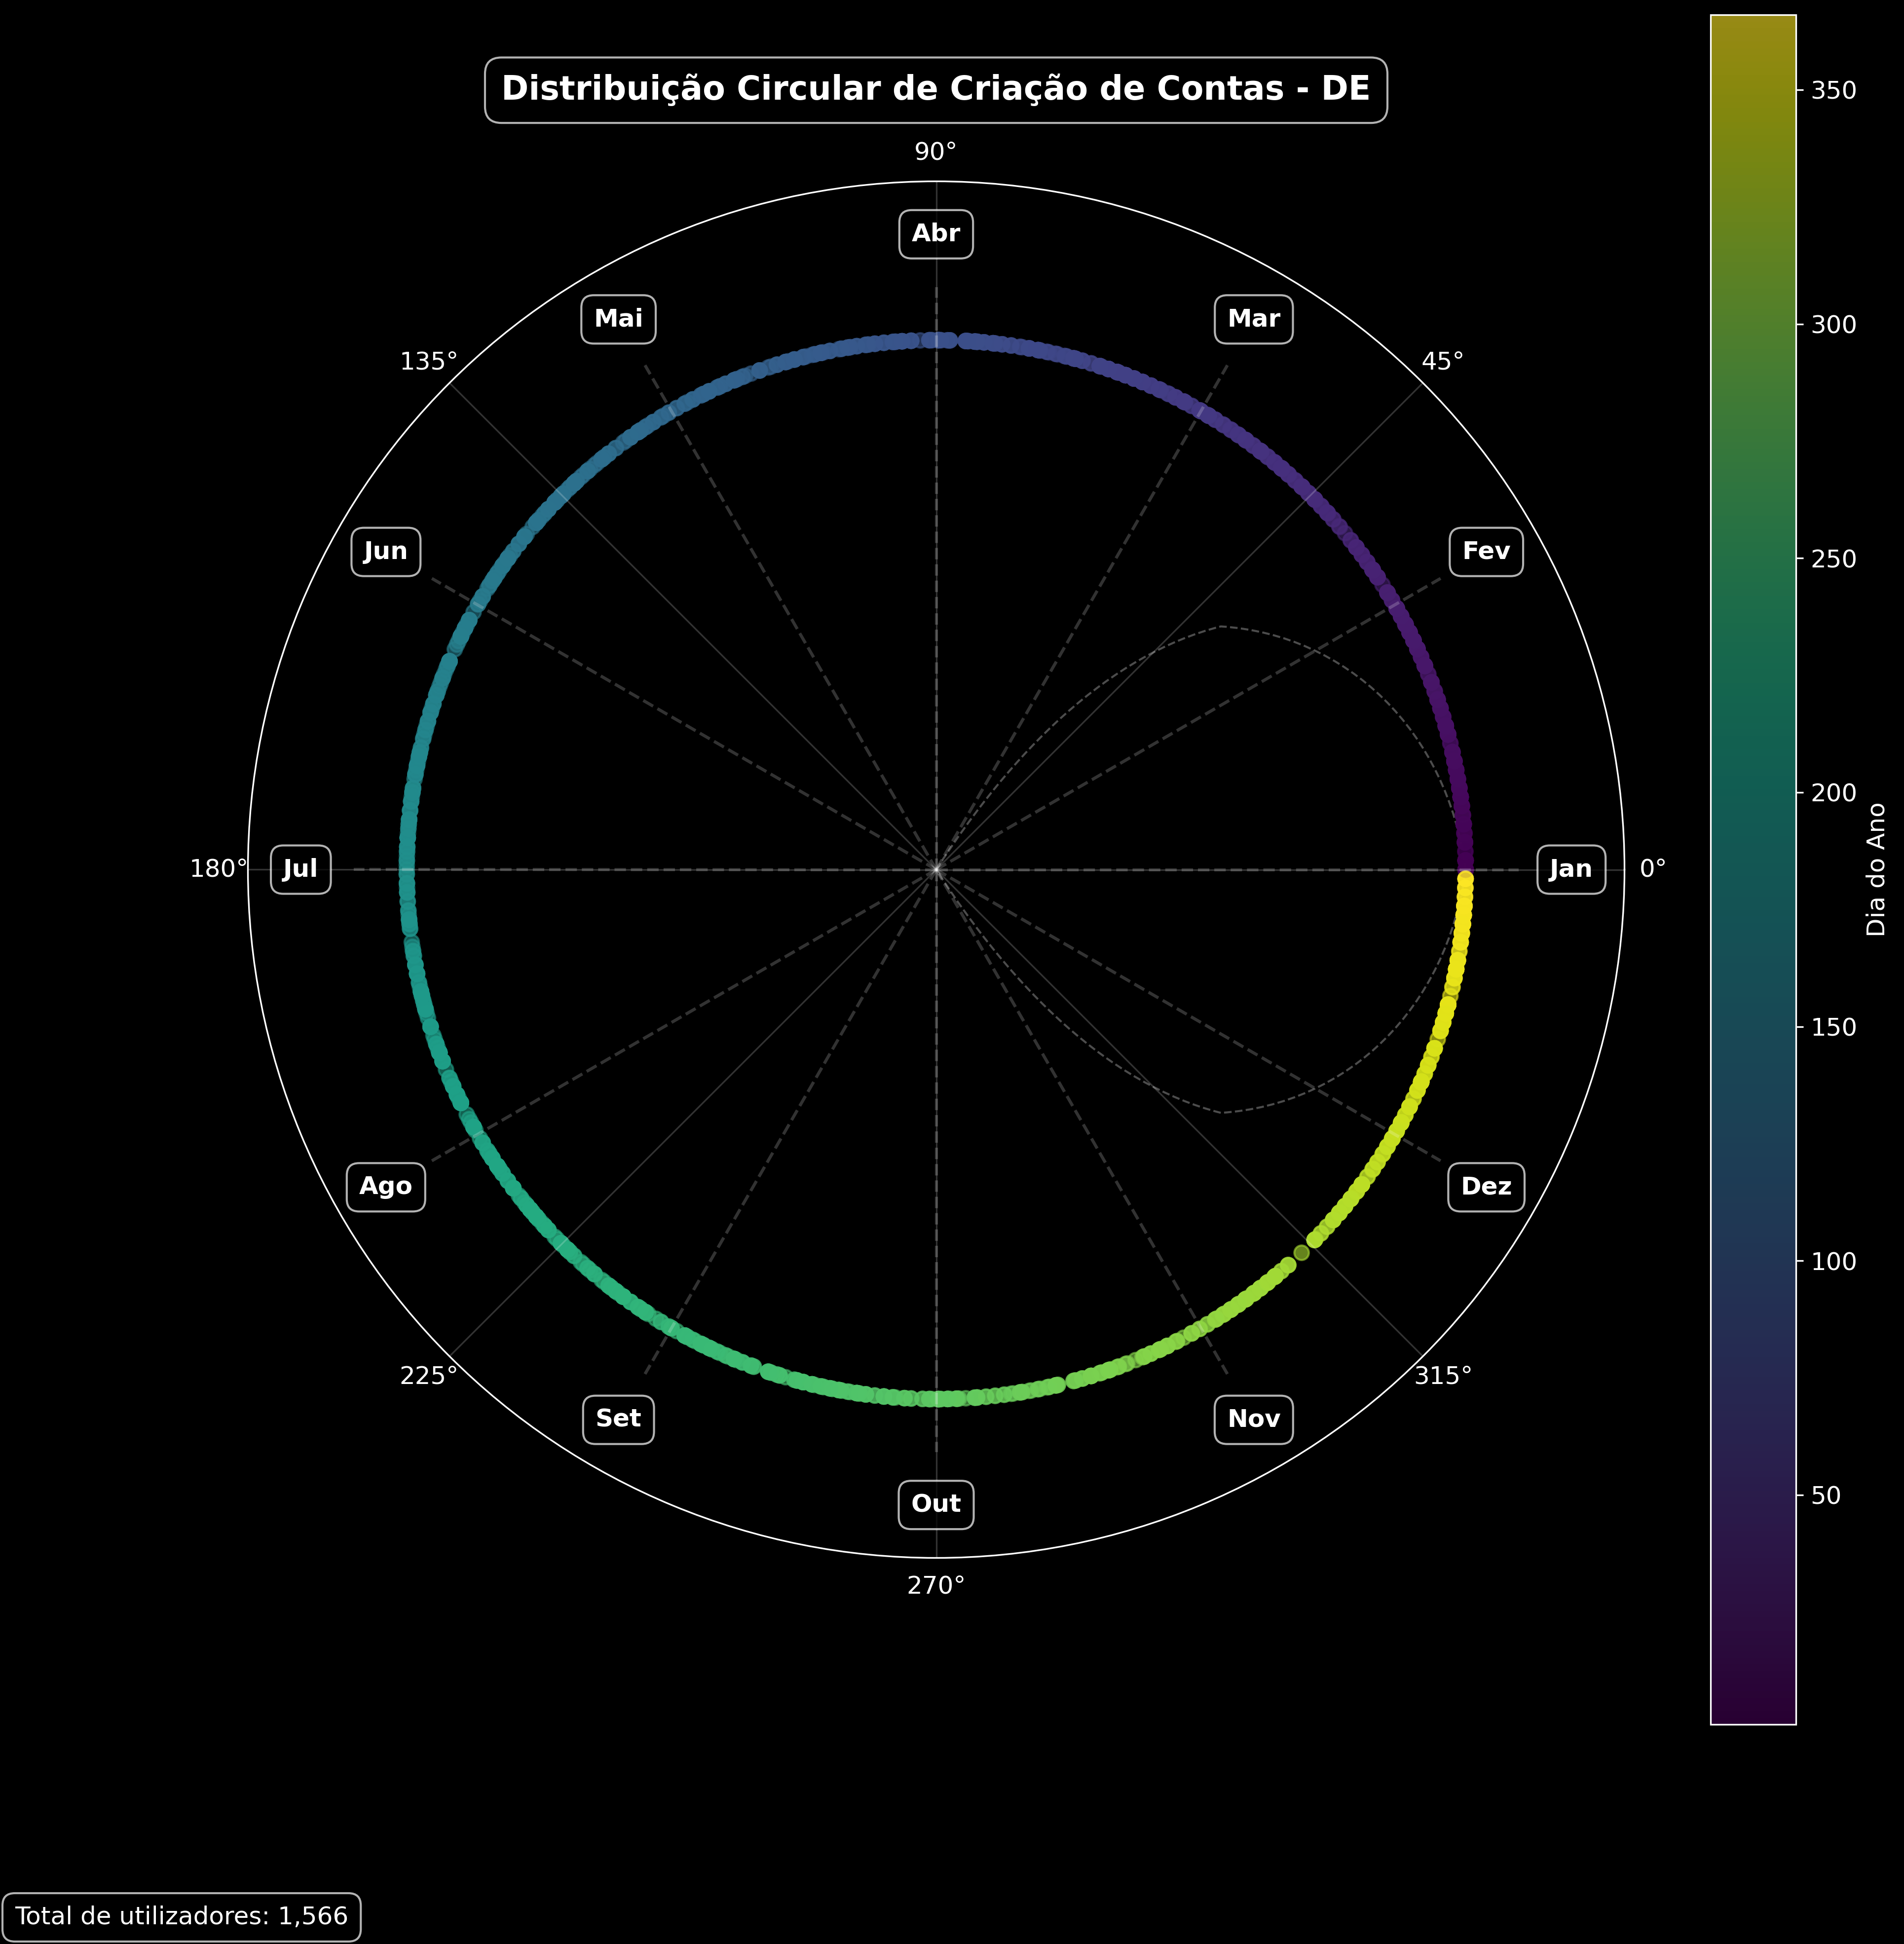 Distribuição Circular de Criação de Contas - DE
90°
Abr
Mai
Mar
135°
45°
Jun
Fev
180°
Jul
Jan
0°
Ago
Dez
225°
315°
Set
Nov
Out
270°
350
300
250
200
150
100
50
Dia do Ano
Total de utilizadores: 1,566